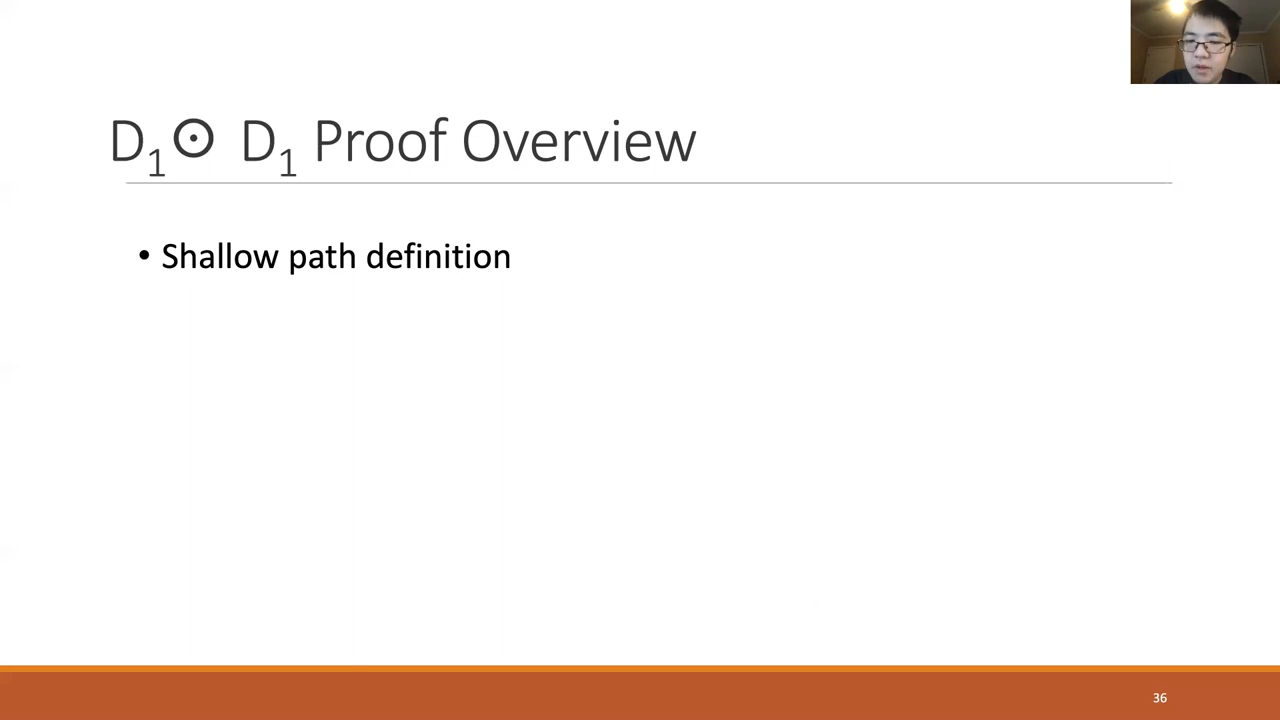 D₁⊙ D₁ Proof Overview
• Shallow path definition
36